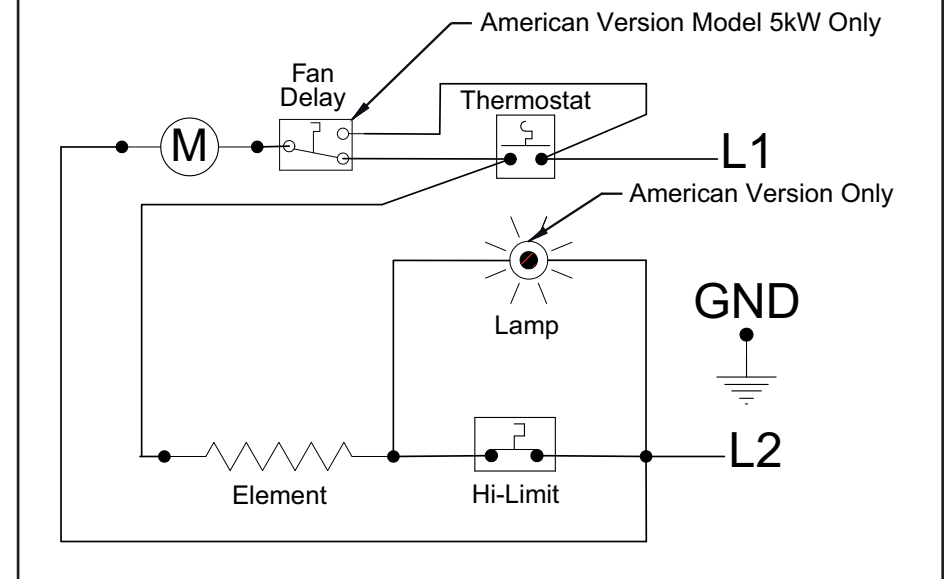 American Version Model 5kW Only
Fan
Delay
Thermostat
M
L1
American Version Only
Lamp
GND
L2
Element
Hi-Limit